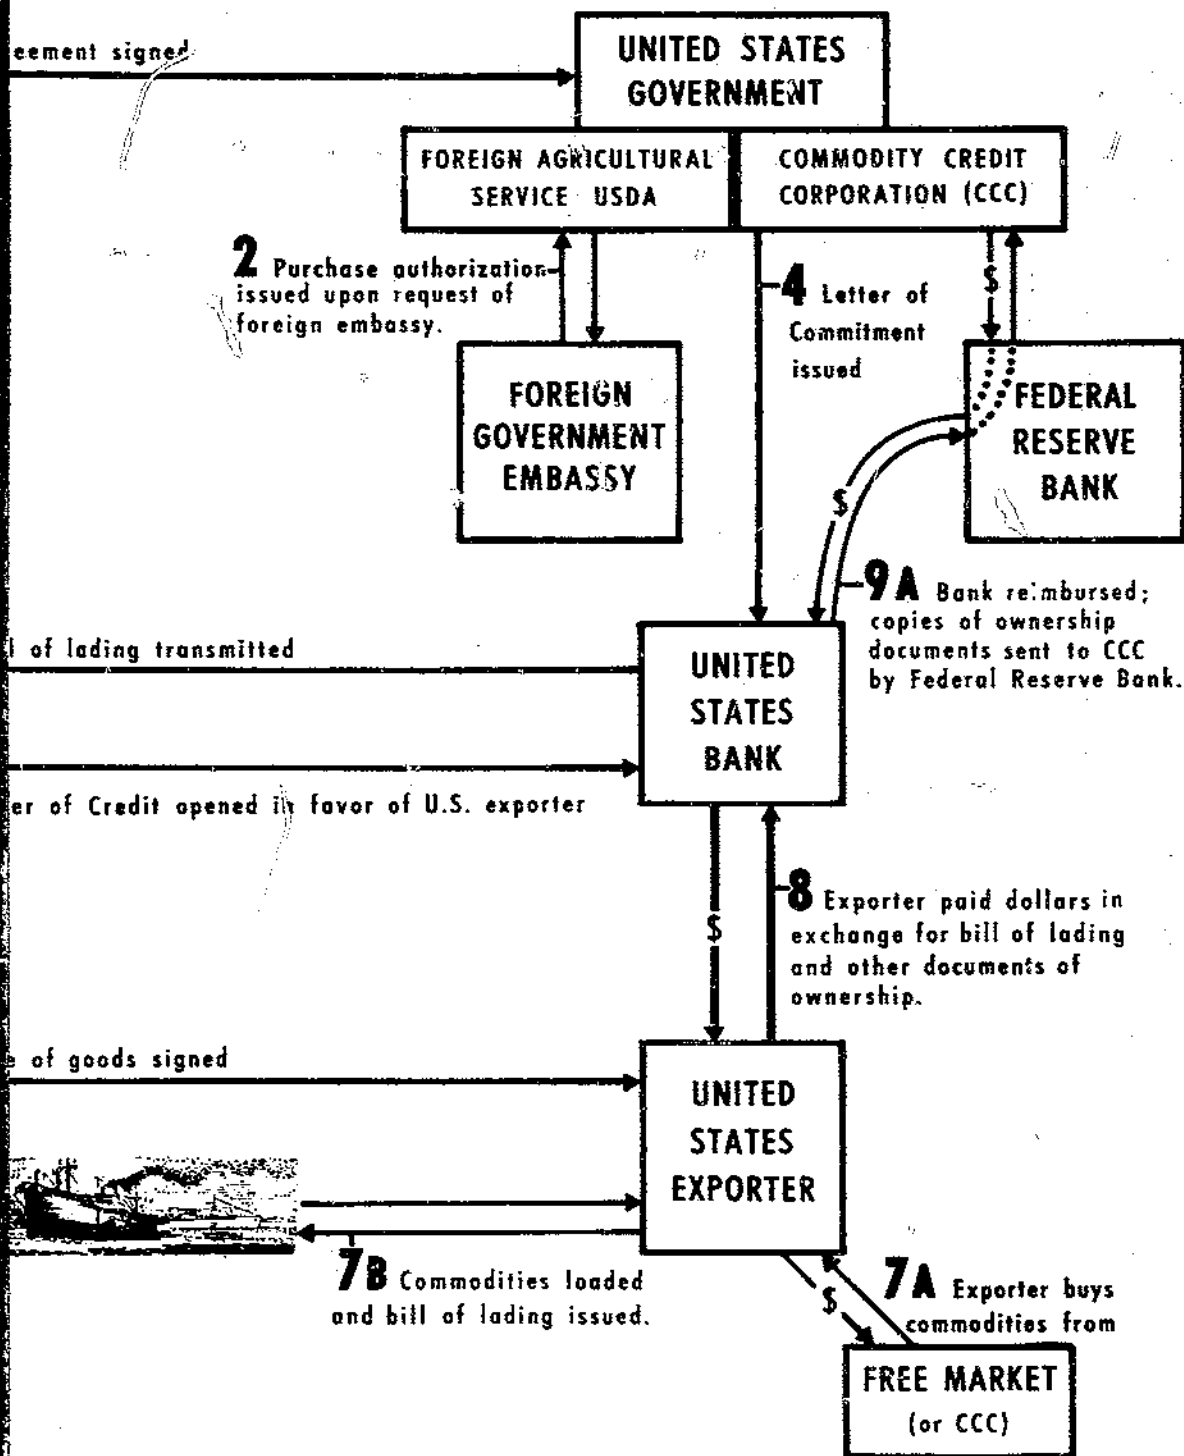 eement signed
UNITED STATES
GOVERNMENT
FOREIGN AGRICULTURAL
SERVICE USDA
COMMODITY CREDIT
CORPORATION (CCC)
2 Purchase authorization
issued upon request of
foreign embassy.
4 Letter of
Commitment
issued
$
FOREIGN
GOVERNMENT
EMBASSY
FEDERAL
RESERVE
BANK
$
9A Bank reimbursed;
copies of ownership
documents sent to CCC
by Federal Reserve Bank.
l of lading transmitted
UNITED
STATES
BANK
er of Credit opened in favor of U.S. exporter
8 Exporter paid dollars in
exchange for bill of lading
and other documents of
ownership.
$
e of goods signed
UNITED
STATES
EXPORTER
7B Commodities loaded
and bill of lading issued.
$
7A Exporter buys
commodities from
FREE MARKET
(or CCC)